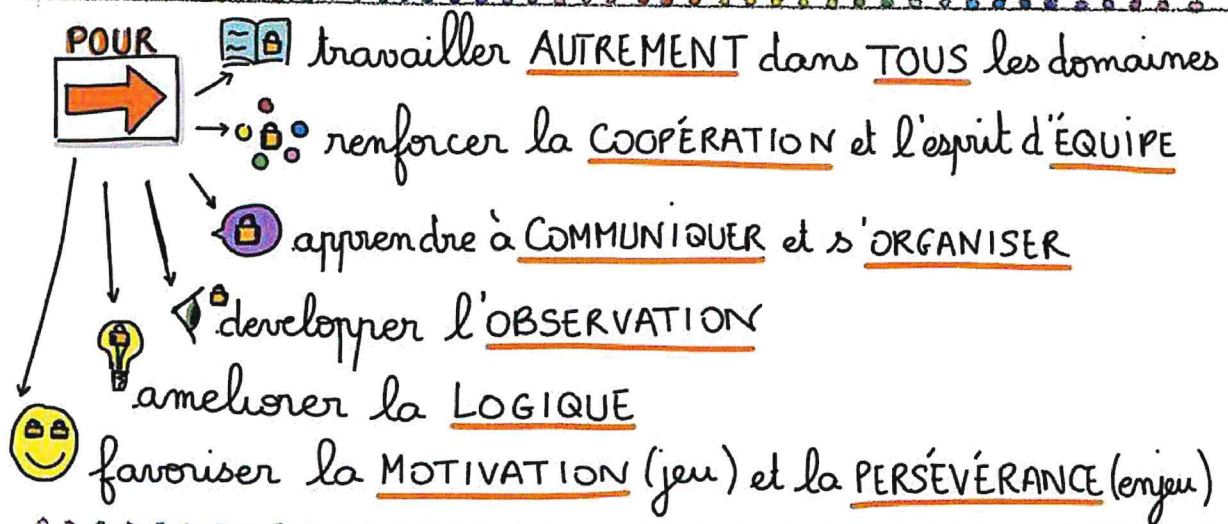 POUR
travailler AUTREMENT dans TOUS les domaines
renforcer la COOPÉRATION et l'esprit d'ÉQUIPE
apprendre à COMMUNIQUER et s'ORGANISER
developper l'OBSERVATION
ameliorer la LOGIQUE
favoriser la MOTIVATION (jeu) et la PERSÉVÉRANCE (enjeu)